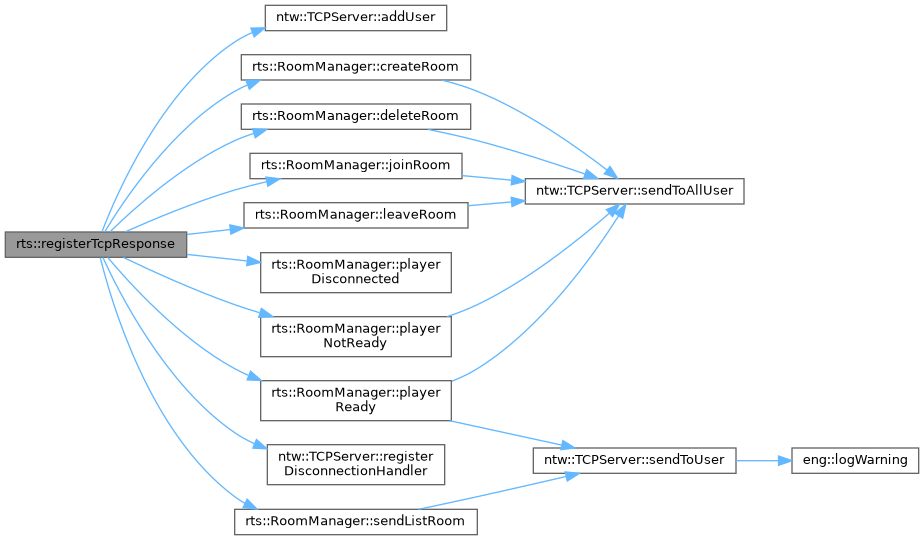 ntw::TCPServer::addUser
rts::RoomManager::createRoom
rts::RoomManager::deleteRoom
rts::RoomManager::joinRoom
ntw::TCPServer::sendToAllUser
rts::RoomManager::leaveRoom
rts::registerTcpResponse
rts::RoomManager::player
Disconnected
rts::RoomManager::player
NotReady
rts::RoomManager::player
Ready
ntw::TCPServer::register
DisconnectionHandler
ntw::TCPServer::sendToUser
eng::logWarning
rts::RoomManager::sendListRoom